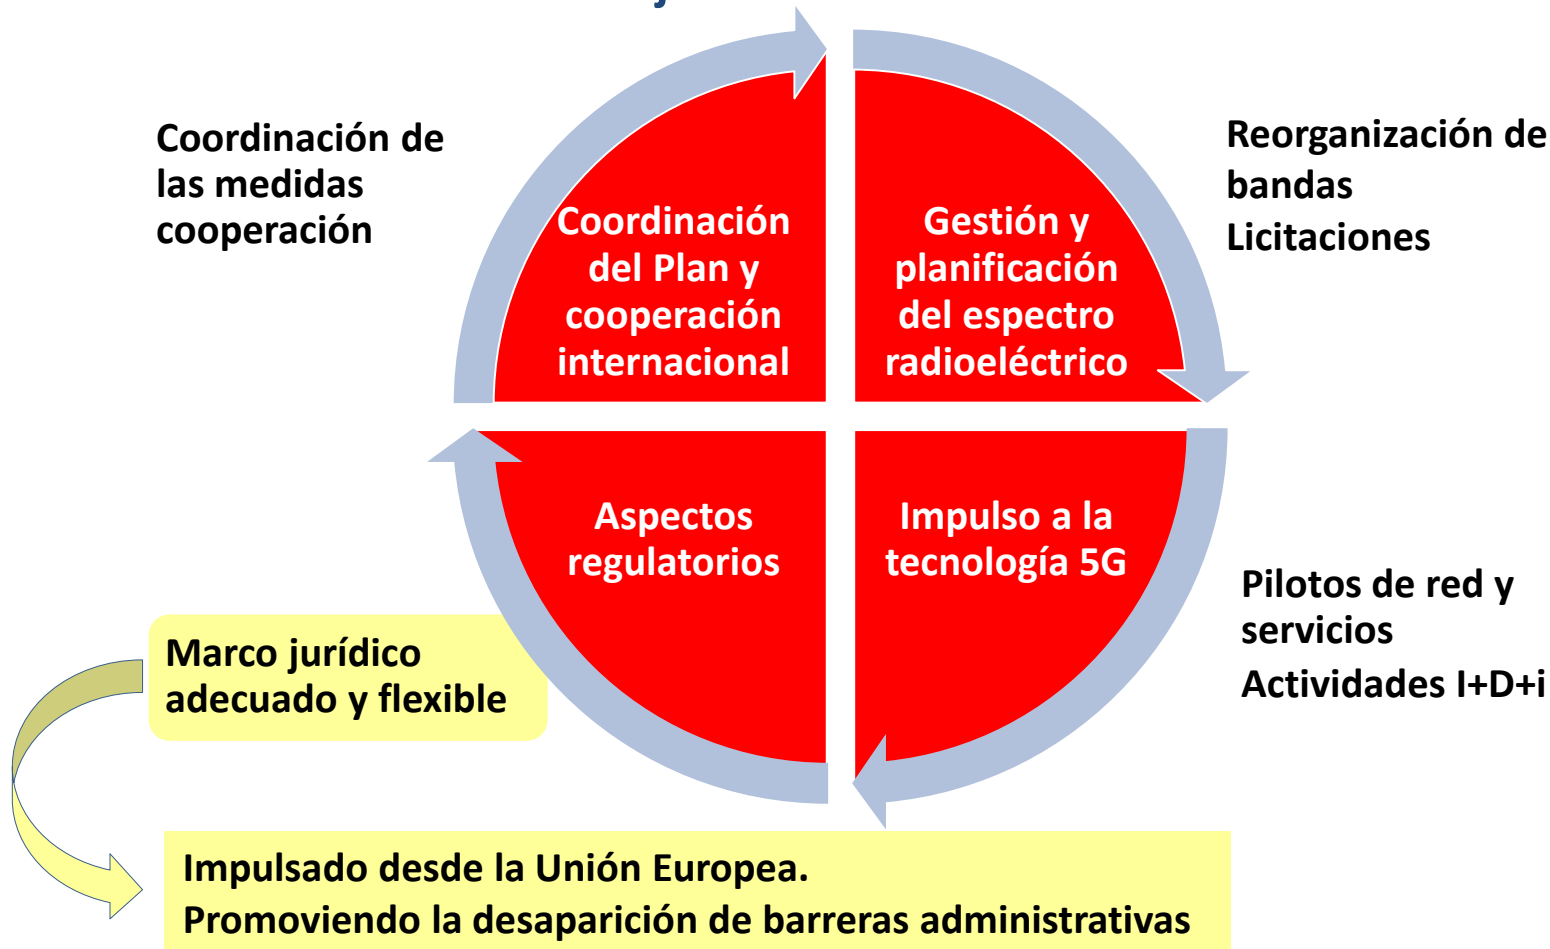 Coordinación de
las medidas
cooperación
Coordinación
del Plan y
cooperación
internacional
Gestión y
planificación
del espectro
radioeléctrico
Reorganización de
bandas
Licitaciones
Aspectos
regulatorios
Impulso a la
tecnología 5G
Pilotos de red y
servicios
Actividades I+D+i
Marco jurídico
adecuado y flexible
Impulsado desde la Unión Europea.
Promoviendo la desaparición de barreras administrativas